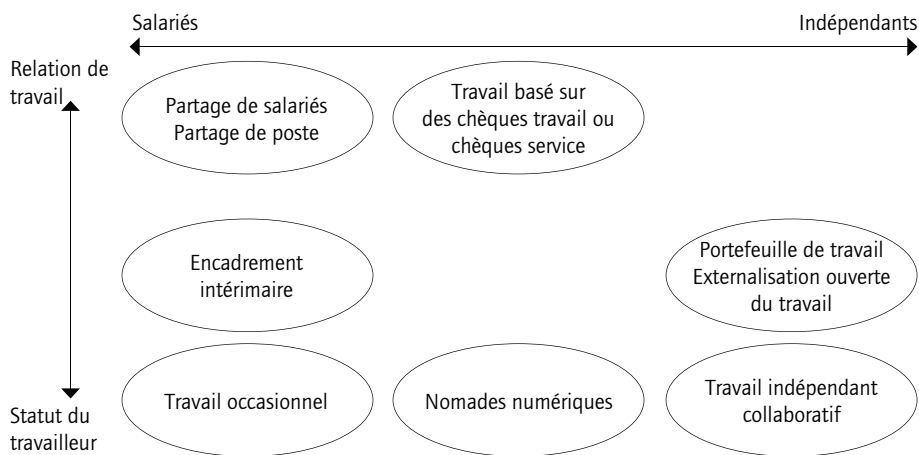 Salariés
Indépendants
Relation de
travail
Partage de salariés
Partage de poste
Travail basé sur
des chèques travail ou
chèques service
Encadrement
intérimaire
Portefeuille de travail
Externalisation ouverte
du travail
Travail occasionnel
Nomades numériques
Travail indépendant
collaboratif
Statut du
travailleur